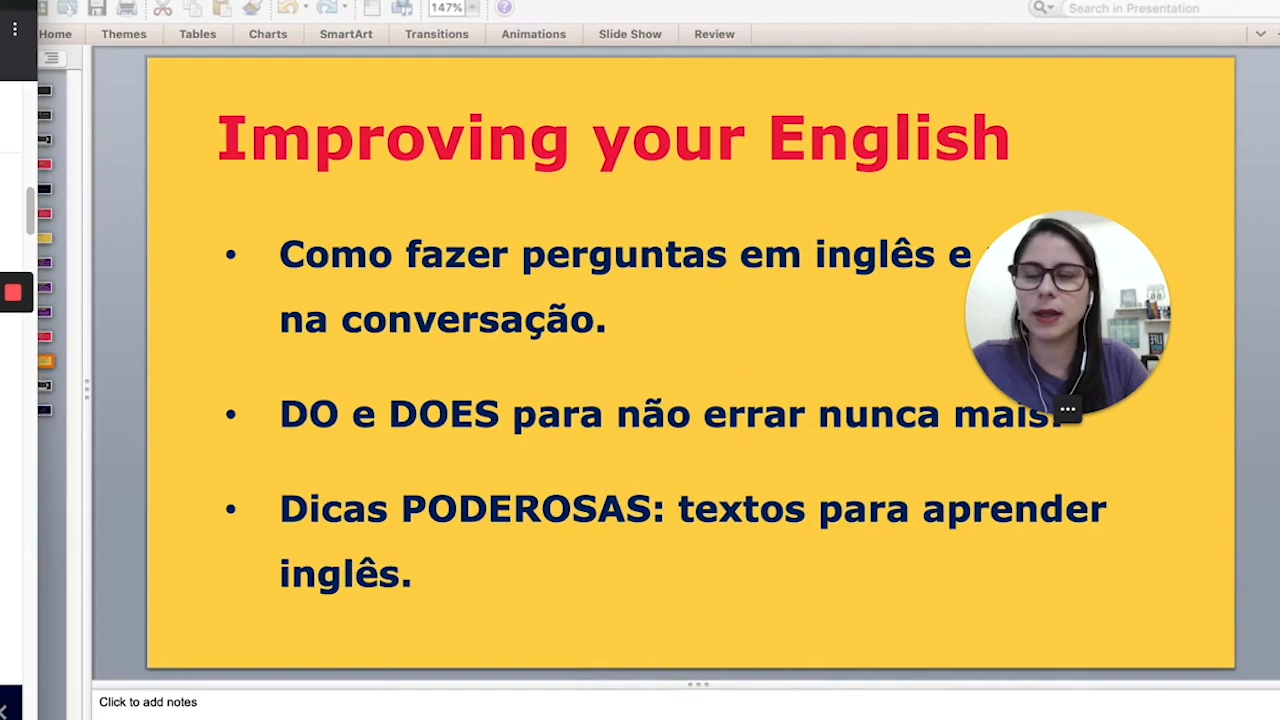 147%
Search in Presentation
Home Themes Tables Charts SmartArt Transitions Animations Slide Show Review
Improving your English
• Como fazer perguntas em inglês e
na conversação.
• DO e DOES para não errar nunca mais.
• Dicas PODEROSAS: textos para aprender
inglês.
Click to add notes